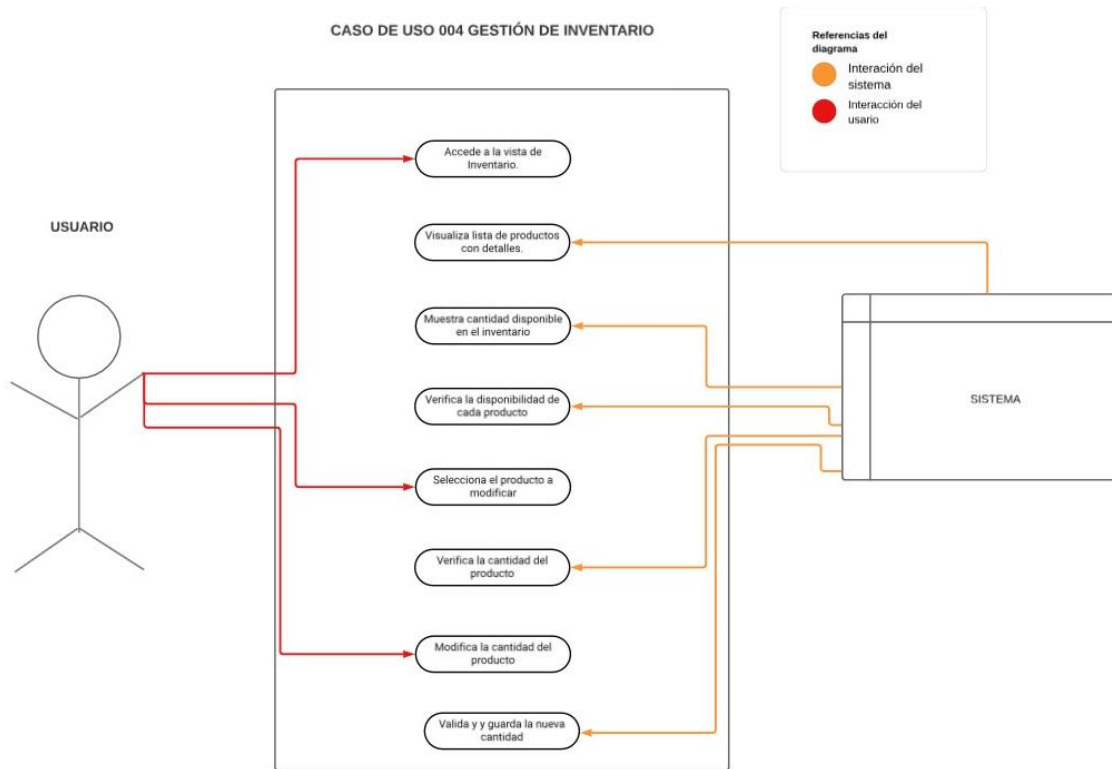 CASO DE USO 004 GESTIÓN DE INVENTARIO
Referencias del
diagrama
Interación del
sistema
Interacción del
usario
USUARIO
Accede a la vista de
Inventario.
Visualiza lista de productos
con detalles.
Muestra cantidad disponible
en el inventario
Verifica la disponibilidad de
cada producto
SISTEMA
Selecciona el producto a
modificar
Verifica la cantidad del
producto
Modifica la cantidad del
producto
Valida y y guarda la nueva
cantidad